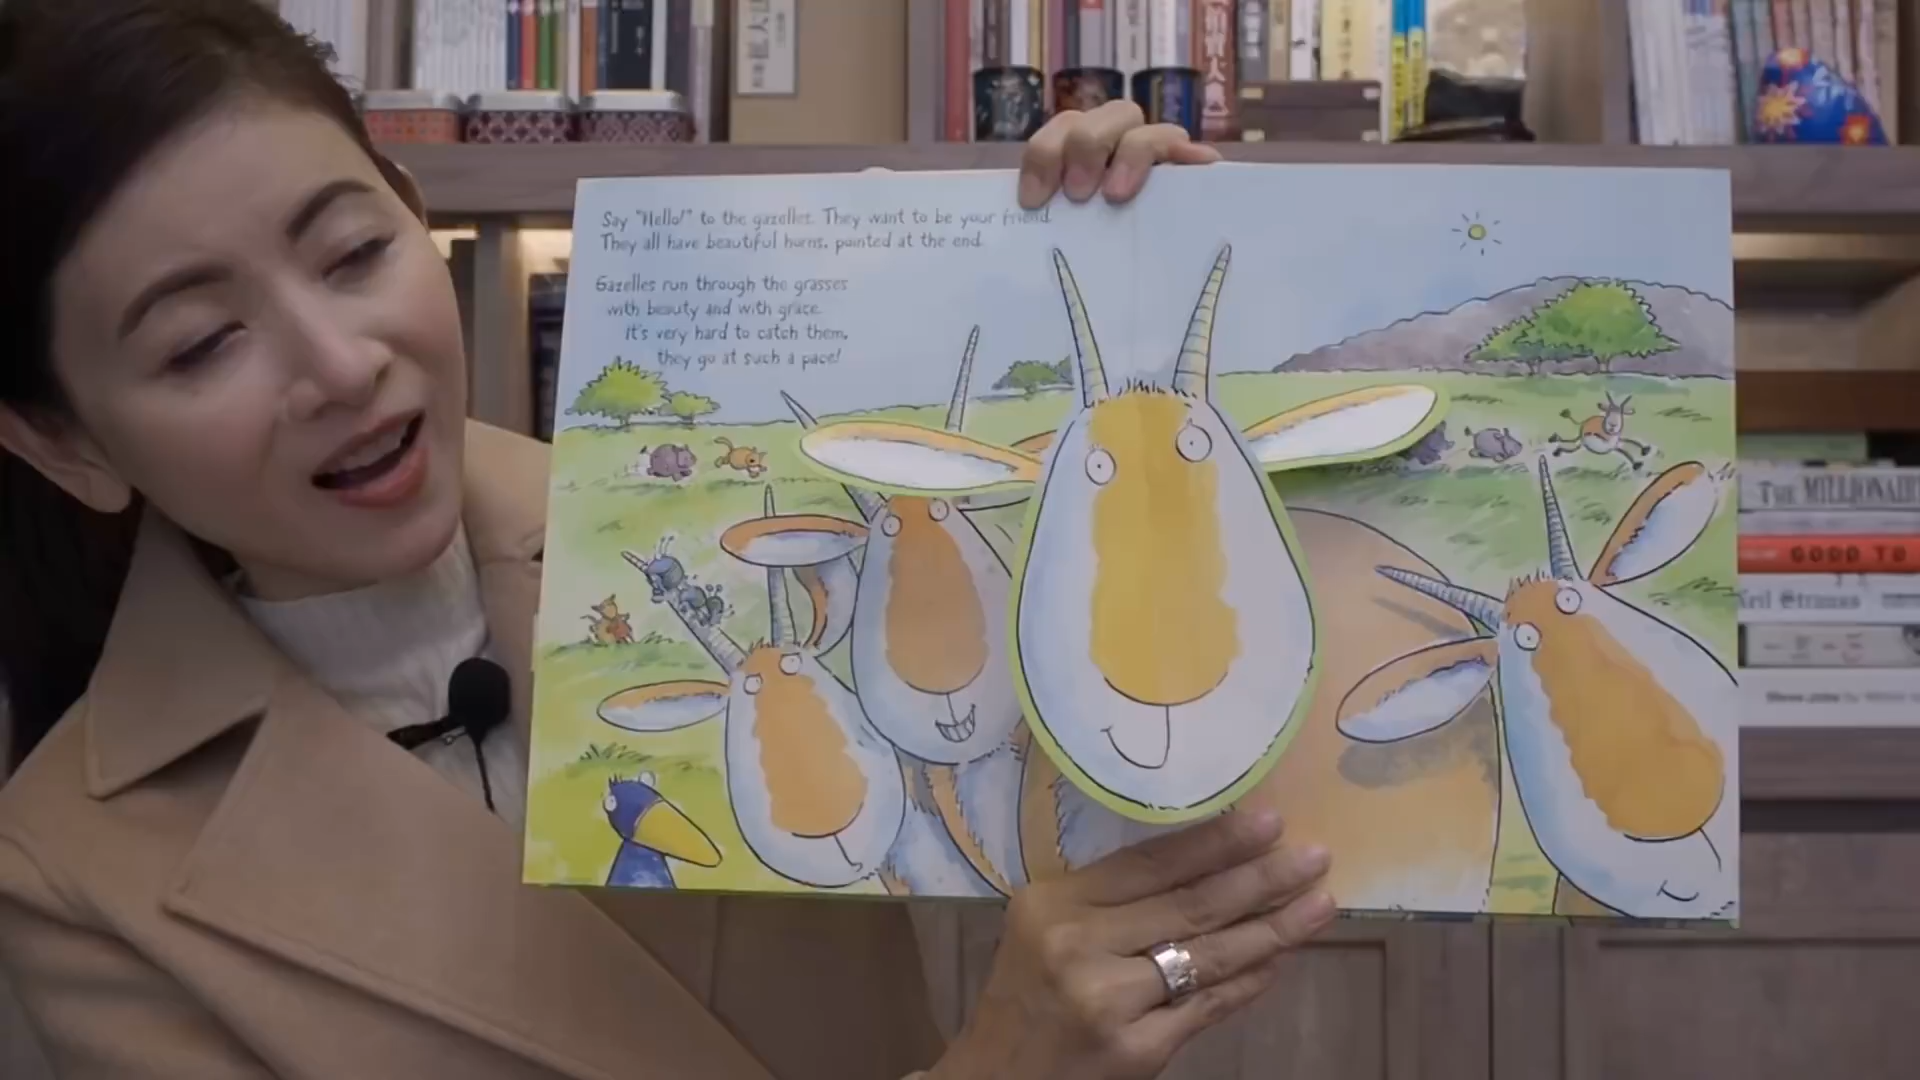 Say "Hello!" to the gazelles. They want to be your friend.
They all have beautiful horns, pointed at the end.
Gazelles run through the grasses
with beauty and with grace.
It's very hard to catch them,
they go at such a pace!
THE MILLIONAIRE
GOOD TO
Neil Strauss